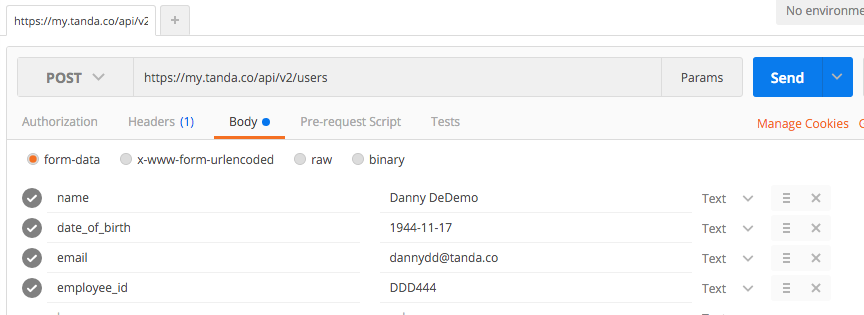 https://my.tanda.co/api/v2
+
No environme
POST https://my.tanda.co/api/v2/users Params Send
Authorization Headers (1) Body Pre-request Script Tests
Manage Cookies
form-data x-www-form-urlencoded raw binary
name Danny DeDemo Text
date_of_birth 1944-11-17 Text
email dannydd@tanda.co Text
employee_id DDD444 Text